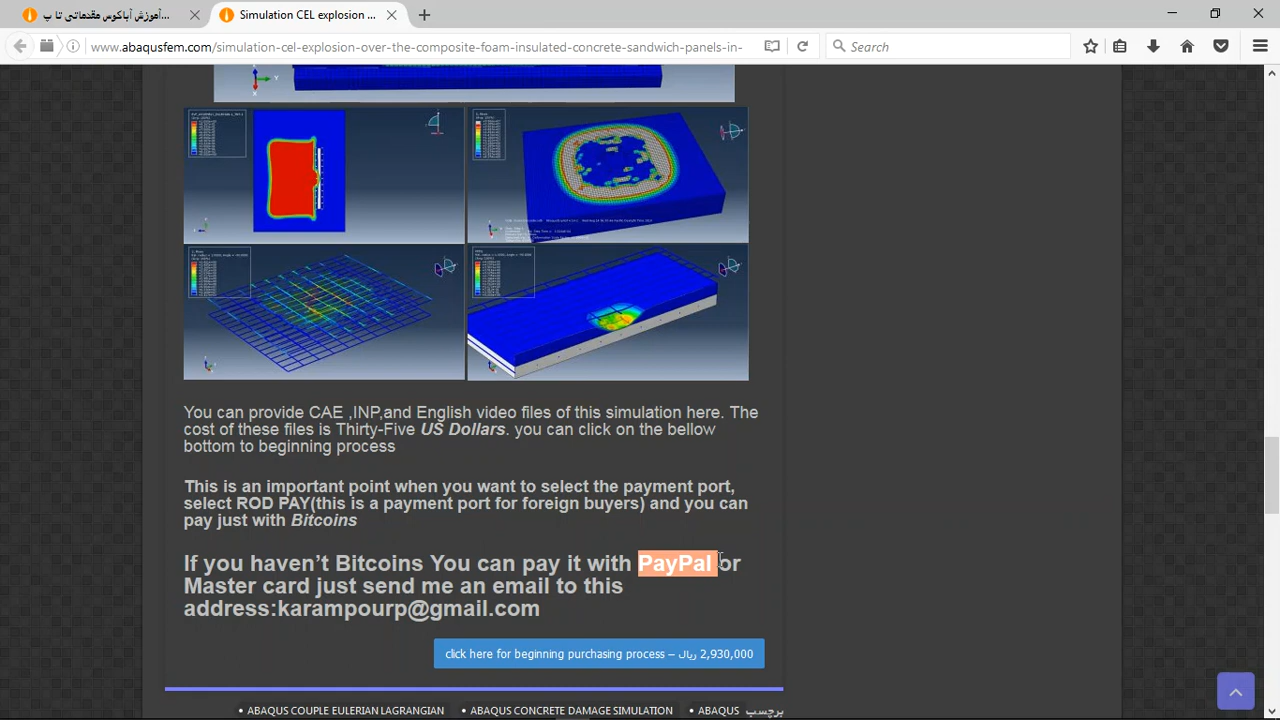 آموزش آباکوس مقدماتی تا پ...
Simulation CEL explosion ...
www.abaqusfem.com/simulation-cel-explosion-over-the-composite-foam-insulated-concrete-sandwich-panels-in-
Search
You can provide CAE ,INP,and English video files of this simulation here. The
cost of these files is Thirty-Five US Dollars. you can click on the bellow
bottom to beginning process
This is an important point when you want to select the payment port,
select ROD PAY(this is a payment port for foreign buyers) and you can
pay just with Bitcoins
If you haven’t Bitcoins You can pay it with PayPal or
Master card just send me an email to this
address:karampourp@gmail.com
click here for beginning purchasing process – 2,930,000 ریال
برچسب • ABAQUS • ABAQUS CONCRETE DAMAGE SIMULATION • ABAQUS COUPLE EULERIAN LAGRANGIAN